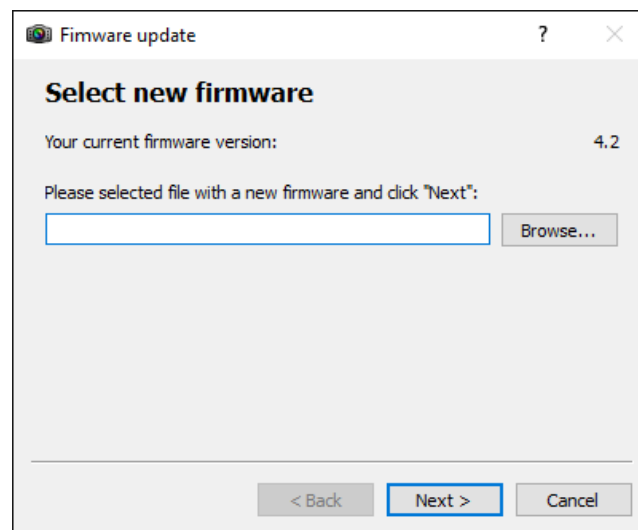 Fimware update ?
Select new firmware
Your current firmware version: 4.2
Please selected file with a new firmware and click "Next":
Browse...
< Back Next > Cancel